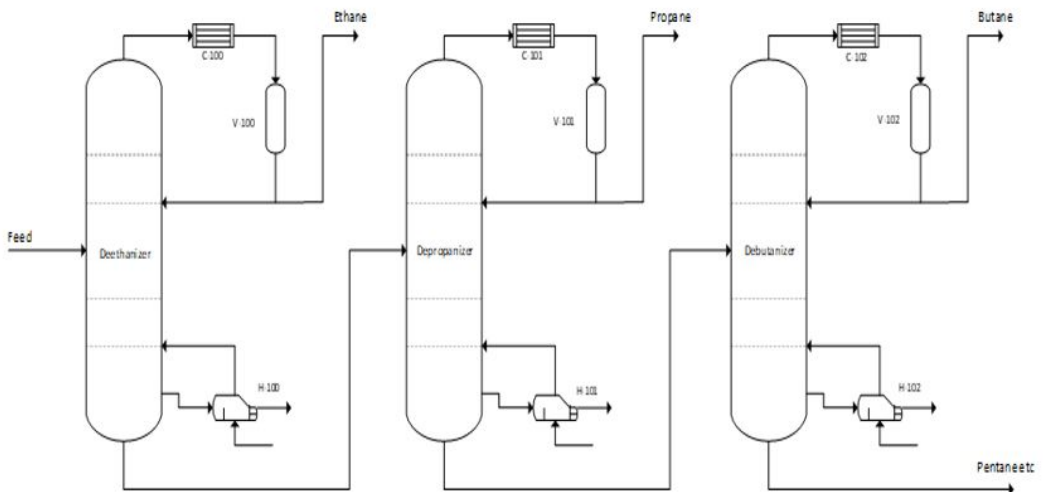 Ethane
Propane
Butane
C-100
C-101
C-102
V-100
V-101
V-102
Feed
Deethanizer
Depropanizer
Debutanizer
H-100
H-101
H-102
Pentane etc